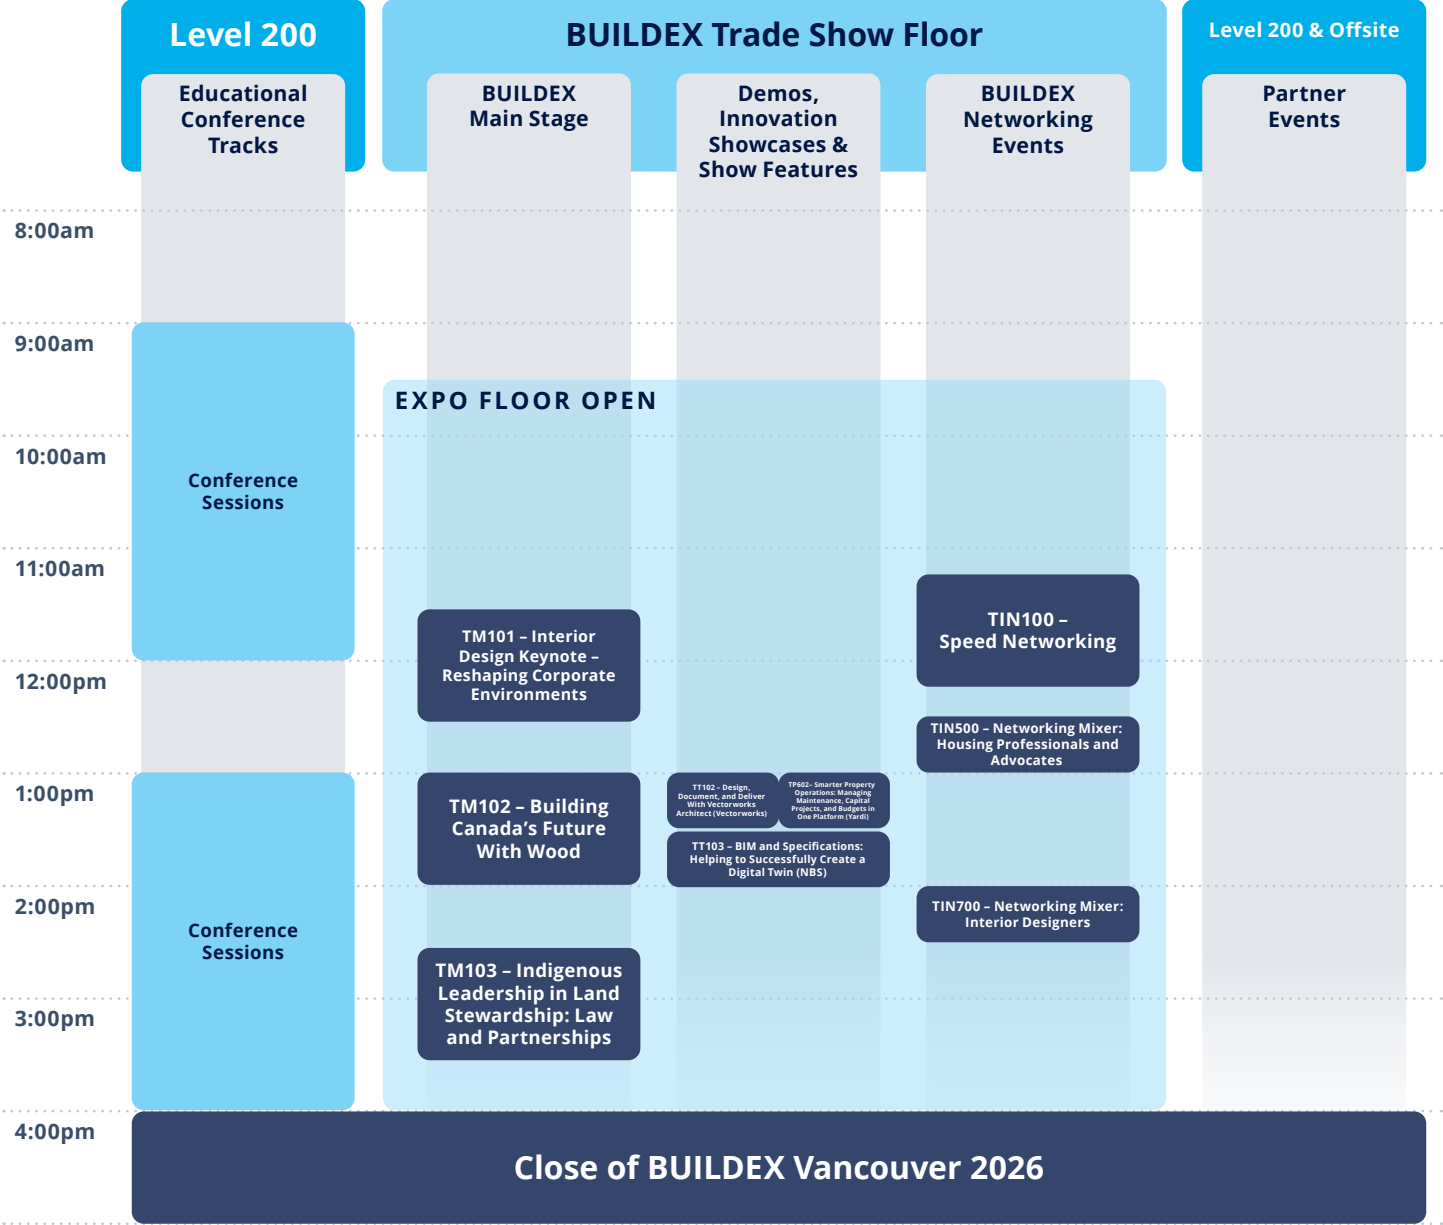 Level 200
BUILDEX Trade Show Floor
Level 200 & Offsite
Educational
Conference
Tracks
BUILDEX
Main Stage
Demos,
Innovation
Showcases &
Show Features
BUILDEX
Networking
Events
Partner
Events
8:00am
9:00am
EXPO FLOOR OPEN
10:00am
Conference
Sessions
11:00am
TM101 – Interior
Design Keynote –
Reshaping Corporate
Environments
TIN100 –
Speed Networking
12:00pm
TIN500 – Networking Mixer:
Housing Professionals and
Advocates
1:00pm
TM102 – Building
Canada’s Future
With Wood
TT102 – Design,
Document, and Deliver
With Vectorworks
Architect (Vectorworks)
TP602– Smarter Property
Operations: Managing
Maintenance, Capital
Projects, and Budgets in
One Platform (Yardi)
TT103 – BIM and Specifications:
Helping to Successfully Create a
Digital Twin (NBS)
2:00pm
TIN700 – Networking Mixer:
Interior Designers
Conference
Sessions
TM103 – Indigenous
Leadership in Land
Stewardship: Law
and Partnerships
3:00pm
4:00pm
Close of BUILDEX Vancouver 2026